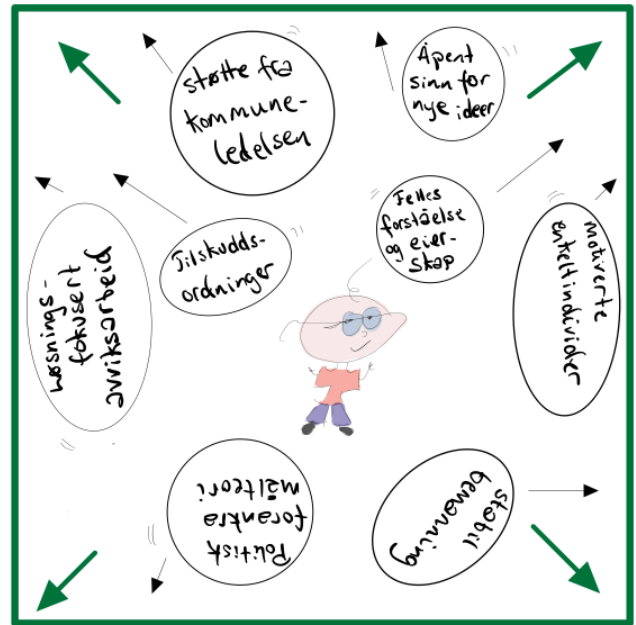 støtte fra
kommune-
ledelsen
Åpent
sinn for
nye ideer
Felles
forståelse
og eier-
skap
Tilskudds-
ordninger
Løsnings-
fokusert
avviksarbeid
motiverte
enkeltindivider
Politisk
forankra
målteori
stabil
bemanning